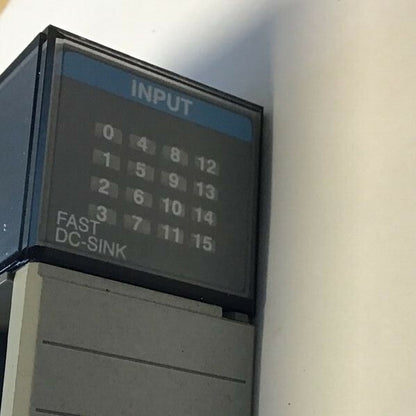 INPUT
0 4 8 12
1 5 9 13
2 6 10 14
3 7 11 15
FAST
DC-SINK